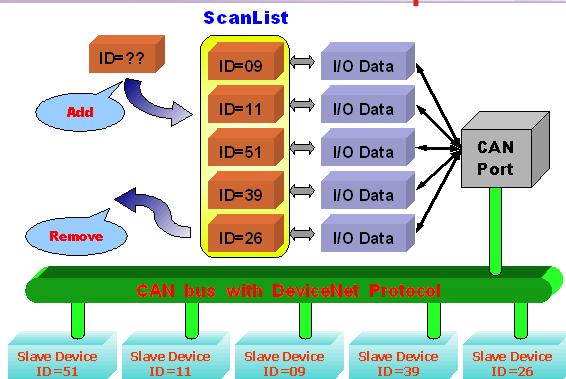 ScanList
ID=??
Add
Remove
ID=09
I/O Data
ID=11
I/O Data
ID=51
I/O Data
ID=39
I/O Data
ID=26
I/O Data
CAN
Port
CAN bus with DeviceNet Protocol
Slave Device
ID=51
Slave Device
ID=11
Slave Device
ID=09
Slave Device
ID=39
Slave Device
ID=26